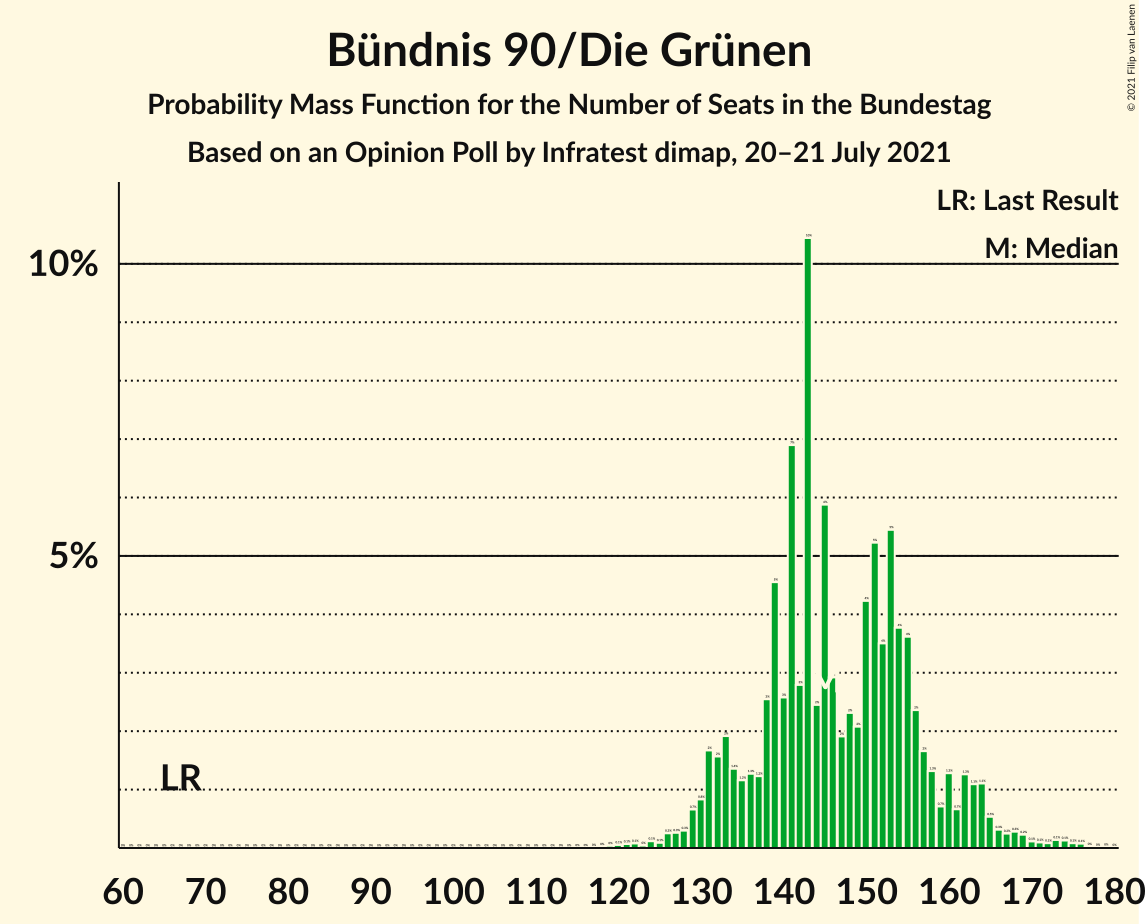 Bündnis 90/Die Grünen
Probability Mass Function for the Number of Seats in the Bundestag
Based on an Opinion Poll by Infratest dimap, 20–21 July 2021
© 2021 Filip van Laenen
LR: Last Result
M: Median
10%
5%
LR
60 70 80 90 100 110 120 130 140 150 160 170 180